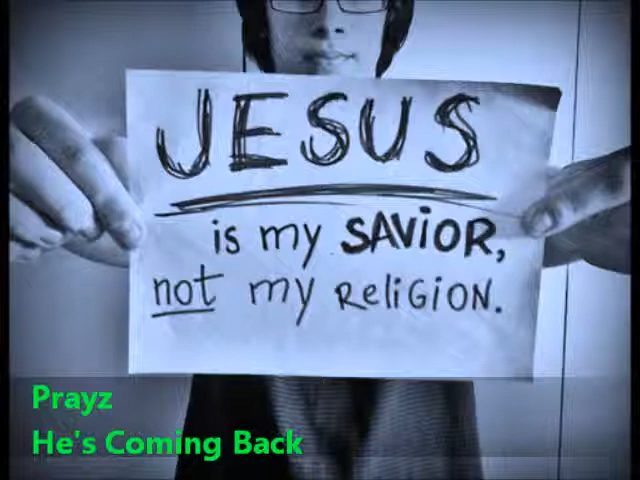 JESUS
is my SAViOR,
not my ReliGiON.
Prayz
He's Coming Back